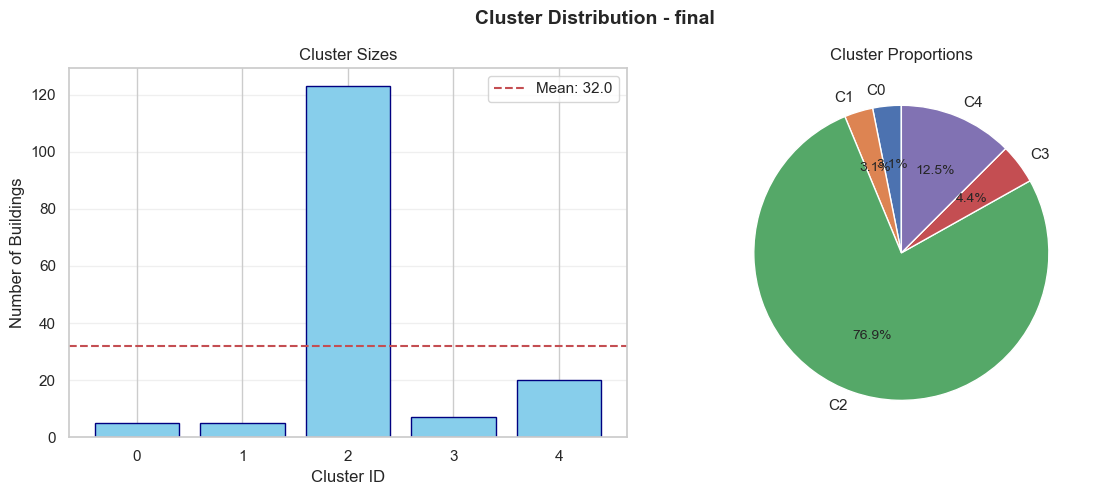 Cluster Distribution - final
Cluster Sizes
Mean: 32.0
120
100
80
60
40
20
0
Number of Buildings
0 1 2 3 4
Cluster ID
Cluster Proportions
C0
C1
C2
C3
C4
3.1%
3.1%
76.9%
4.4%
12.5%